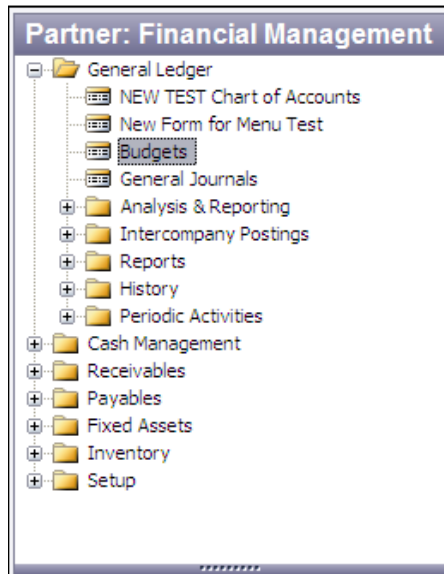 Partner: Financial Management
General Ledger
NEW TEST Chart of Accounts
New Form for Menu Test
Budgets
General Journals
Analysis & Reporting
Intercompany Postings
Reports
History
Periodic Activities
Cash Management
Receivables
Payables
Fixed Assets
Inventory
Setup